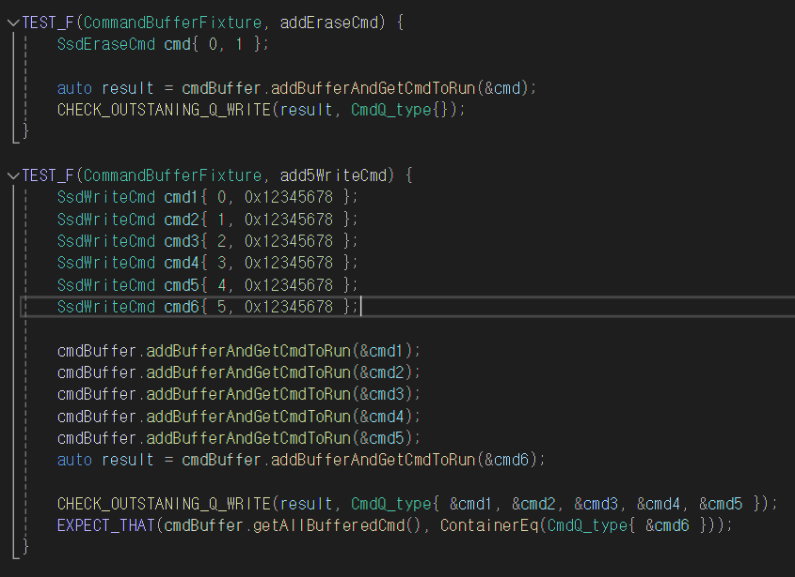 TEST_F(CommandBufferFixture, addEraseCmd) {
    SsdEraseCmd cmd{ 0, 1 };

    auto result = cmdBuffer.addBufferAndGetCmdToRun(&cmd);
    CHECK_OUTSTANING_Q_WRITE(result, CmdQ_type{});
}

TEST_F(CommandBufferFixture, add5WriteCmd) {
    SsdWriteCmd cmd1{ 0, 0x12345678 };
    SsdWriteCmd cmd2{ 1, 0x12345678 };
    SsdWriteCmd cmd3{ 2, 0x12345678 };
    SsdWriteCmd cmd4{ 3, 0x12345678 };
    SsdWriteCmd cmd5{ 4, 0x12345678 };
    SsdWriteCmd cmd6{ 5, 0x12345678 };

    cmdBuffer.addBufferAndGetCmdToRun(&cmd1);
    cmdBuffer.addBufferAndGetCmdToRun(&cmd2);
    cmdBuffer.addBufferAndGetCmdToRun(&cmd3);
    cmdBuffer.addBufferAndGetCmdToRun(&cmd4);
    cmdBuffer.addBufferAndGetCmdToRun(&cmd5);
    auto result = cmdBuffer.addBufferAndGetCmdToRun(&cmd6);

    CHECK_OUTSTANING_Q_WRITE(result, CmdQ_type{ &cmd1, &cmd2, &cmd3, &cmd4, &cmd5 });
    EXPECT_THAT(cmdBuffer.getAllBufferedCmd(), ContainerEq(CmdQ_type{ &cmd6 }));
}